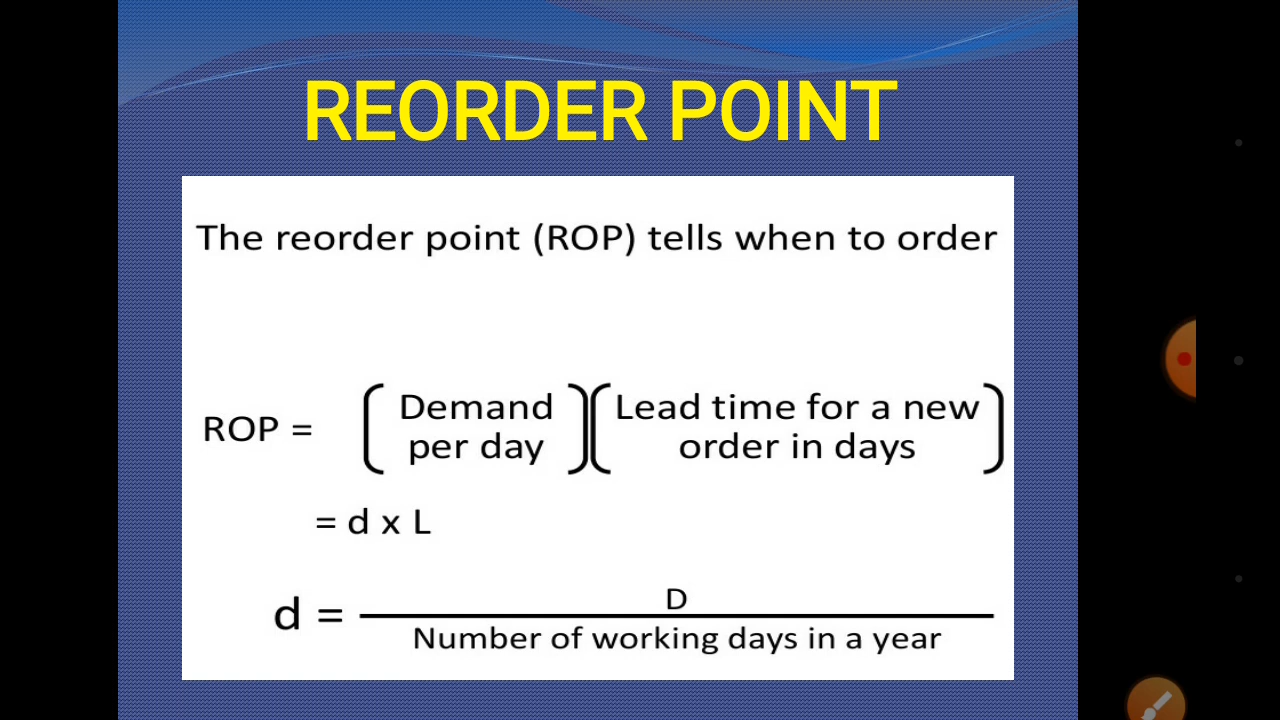 REORDER POINT
The reorder point (ROP) tells when to order
ROP = (Demand per day)(Lead time for a new order in days)
= d x L
d = D
Number of working days in a year